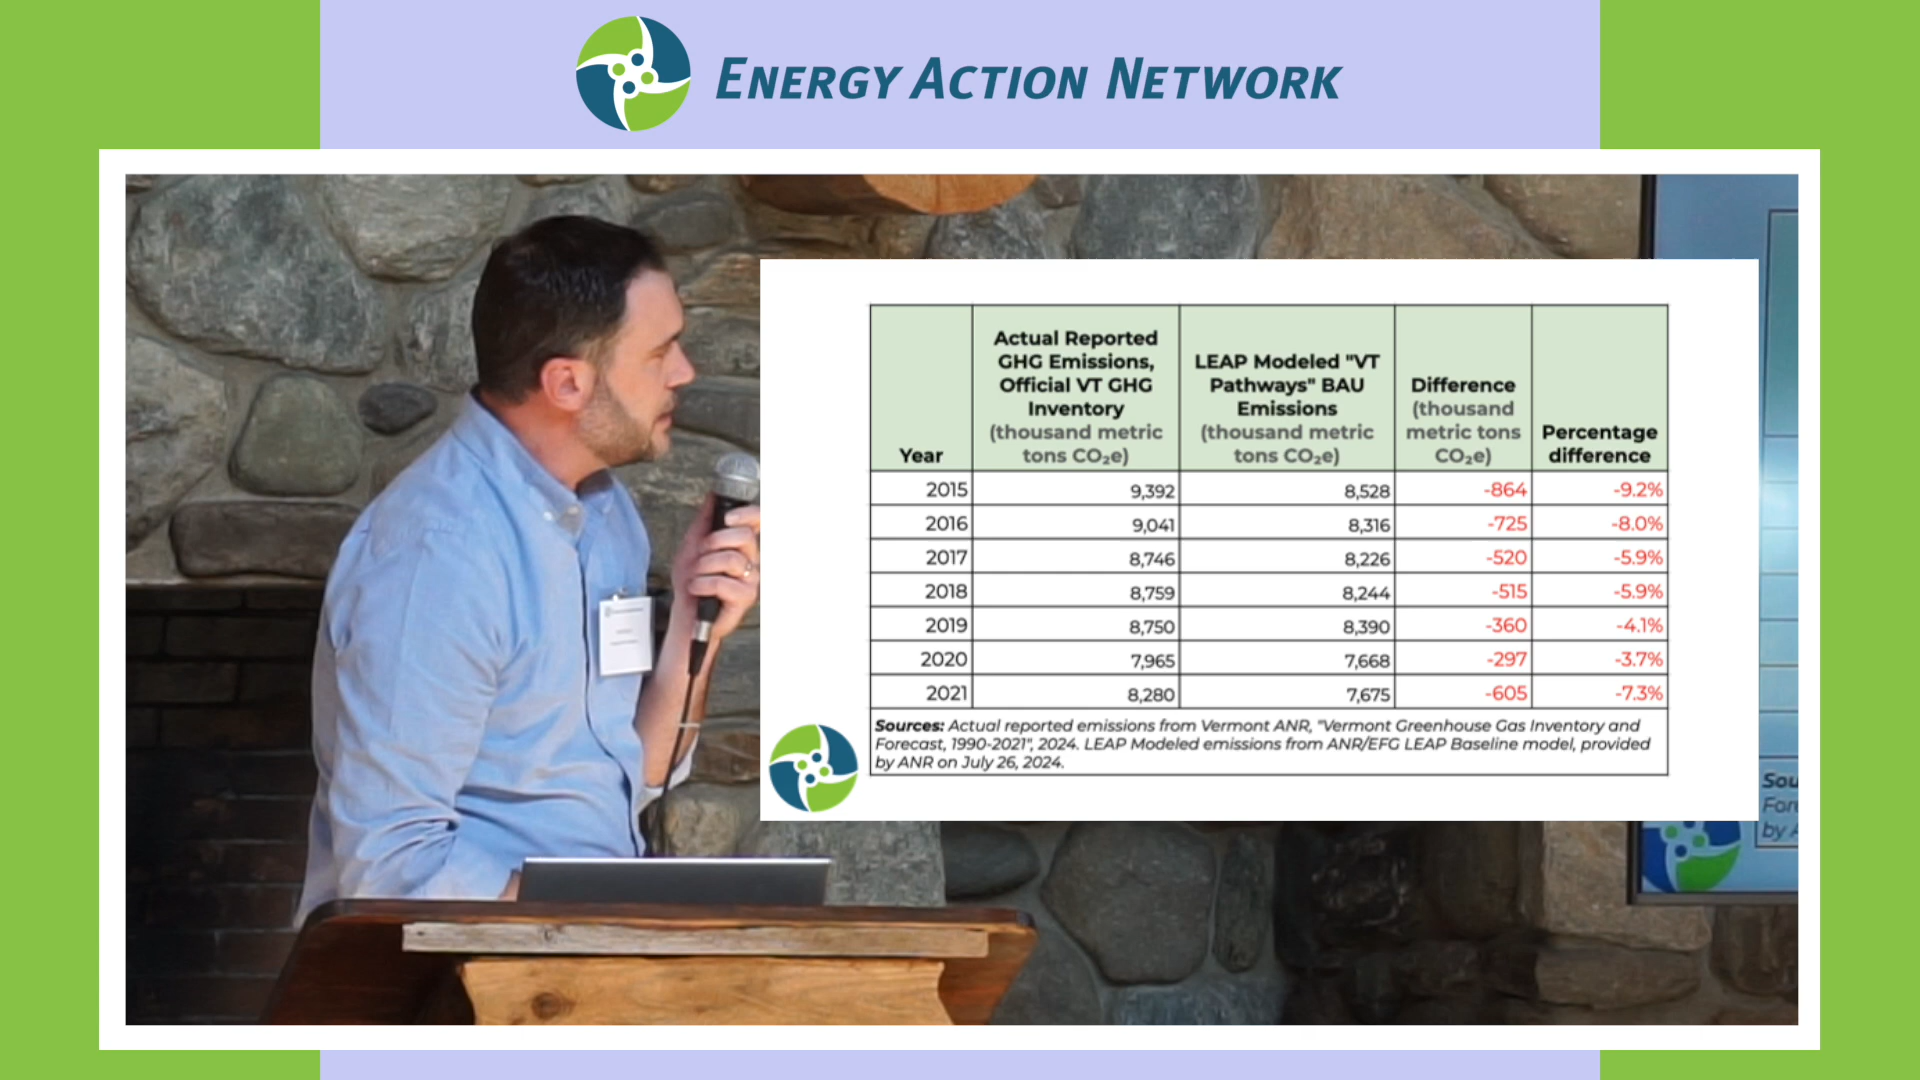 ENERGY ACTION NETWORK
Actual Reported
GHG Emissions,
Official VT GHG
Inventory
(thousand metric
tons CO₂e)
LEAP Modeled "VT
Pathways" BAU
Emissions
(thousand metric
tons CO₂e)
Difference
(thousand
metric tons
CO₂e)
Percentage
difference
Year
2015 9,392 8,528 -864 -9.2%
2016 9,041 8,316 -725 -8.0%
2017 8,746 8,226 -520 -5.9%
2018 8,759 8,244 -515 -5.9%
2019 8,750 8,390 -360 -4.1%
2020 7,965 7,668 -297 -3.7%
2021 8,280 7,675 -605 -7.3%
Sources: Actual reported emissions from Vermont ANR, "Vermont Greenhouse Gas Inventory and
Forecast, 1990-2021", 2024. LEAP Modeled emissions from ANR/EFG LEAP Baseline model, provided
by ANR on July 26, 2024.
Sou
For
by A